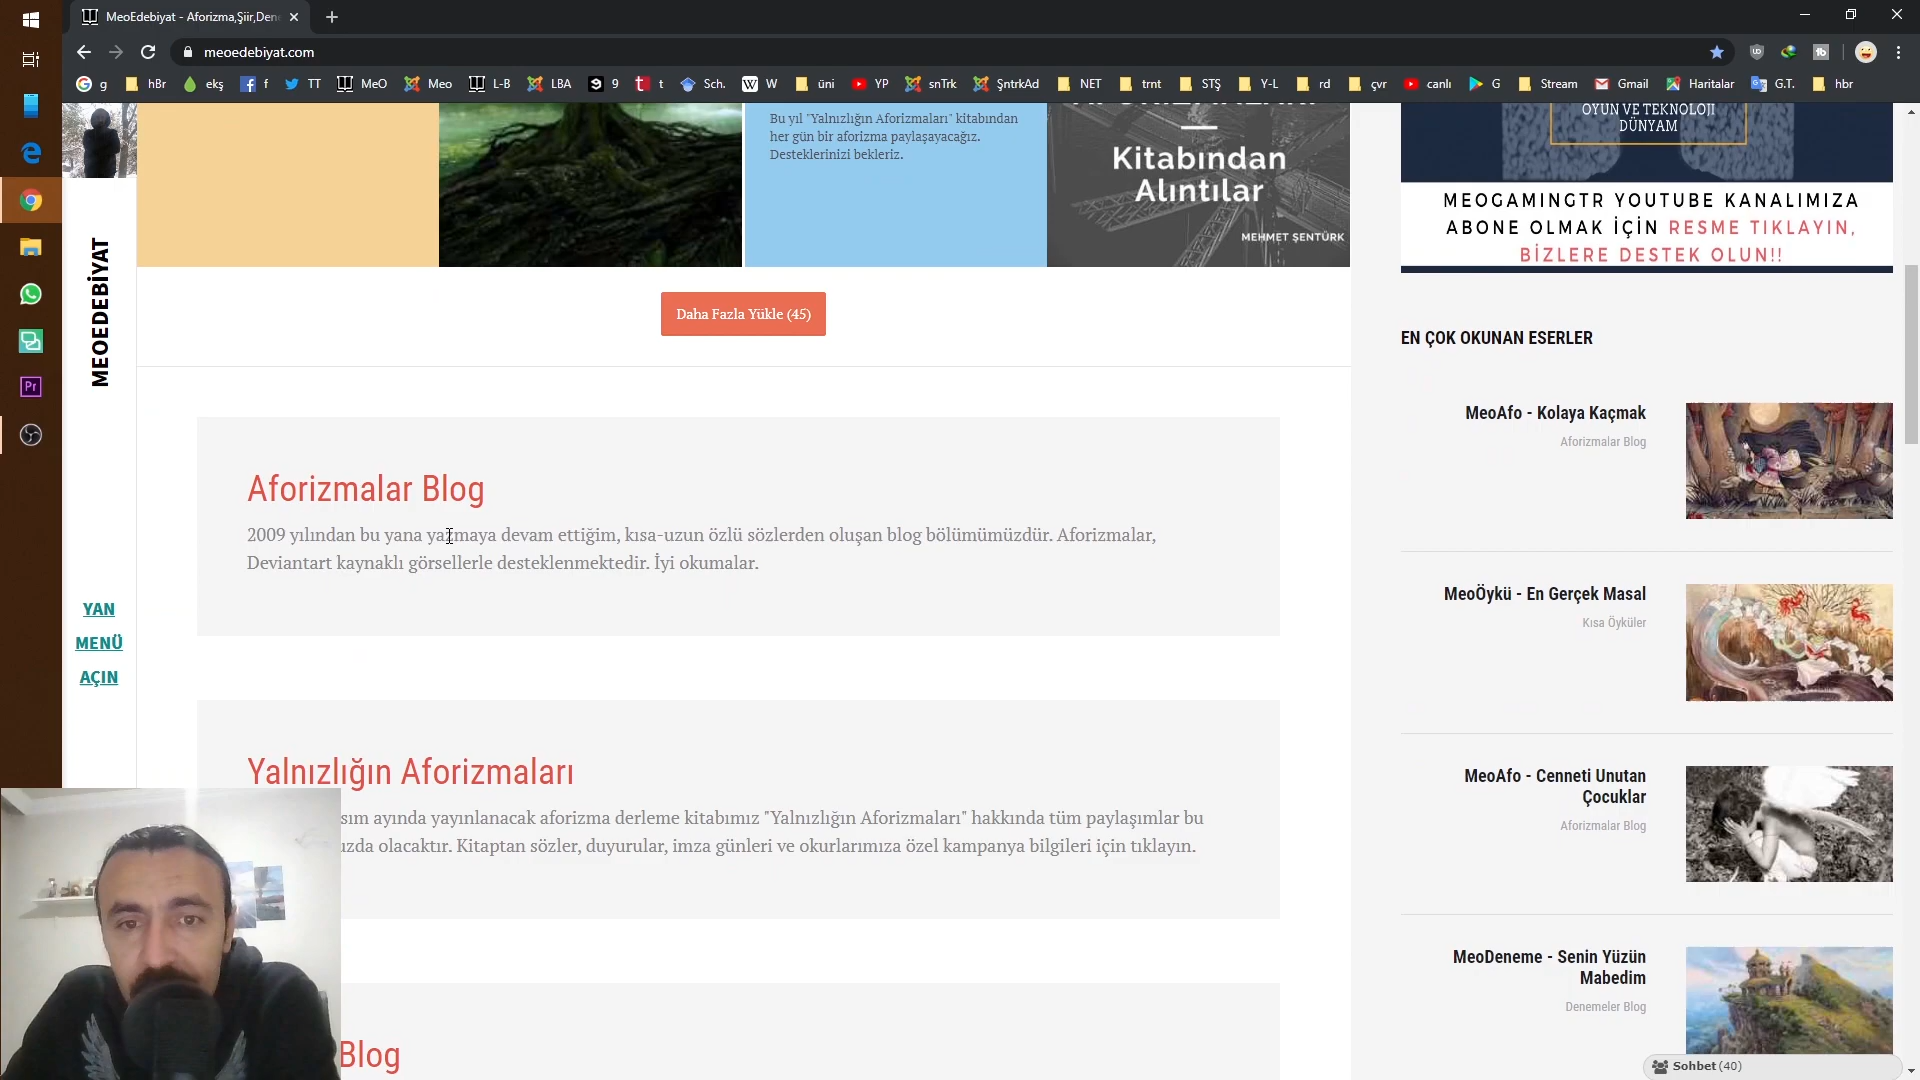 MeoEdebiyat - Aforizma,Şiir,Den
meoedebiyat.com
g hBr ekş f TT MeO Meo L-B LBA 9 t Sch. W üni YP snTrk ŞntrkAd NET trnt STŞ Y-L rd çvr canlı G Stream Gmail Haritalar G.T. hbr
Bu yıl "Yalnızlığın Aforizmaları" kitabından
her gün bir aforizma paylaşayacağız.
Desteklerinizi bekleriz.
Kitabından
Alıntılar
MEHMET ŞENTÜRK
OYUN VE TEKNOLOJİ
DÜNYAM
MEOGAMINGTR YOUTUBE KANALIMIZA
ABONE OLMAK İÇİN RESME TIKLAYIN,
BİZLERE DESTEK OLUN!!
MEOEDEBİYAT
YAN
MENÜ
AÇIN
Daha Fazla Yükle (45)
Aforizmalar Blog
2009 yılından bu yana yazmaya devam ettiğim, kısa-uzun özlü sözlerden oluşan blog bölümümüzdür. Aforizmalar,
Deviantart kaynaklı görsellerle desteklenmektedir. İyi okumalar.
Yalnızlığın Aforizmaları
sım ayında yayınlanacak aforizma derleme kitabımız "Yalnızlığın Aforizmaları" hakkında tüm paylaşımlar bu
uzda olacaktır. Kitaptan sözler, duyurular, imza günleri ve okurlarımıza özel kampanya bilgileri için tıklayın.
Blog
EN ÇOK OKUNAN ESERLER
MeoAfo - Kolaya Kaçmak
Aforizmalar Blog
MeoÖykü - En Gerçek Masal
Kısa Öyküler
MeoAfo - Cenneti Unutan
Çocuklar
Aforizmalar Blog
MeoDeneme - Senin Yüzün
Mabedim
Denemeler Blog
Sohbet (40)
Pr